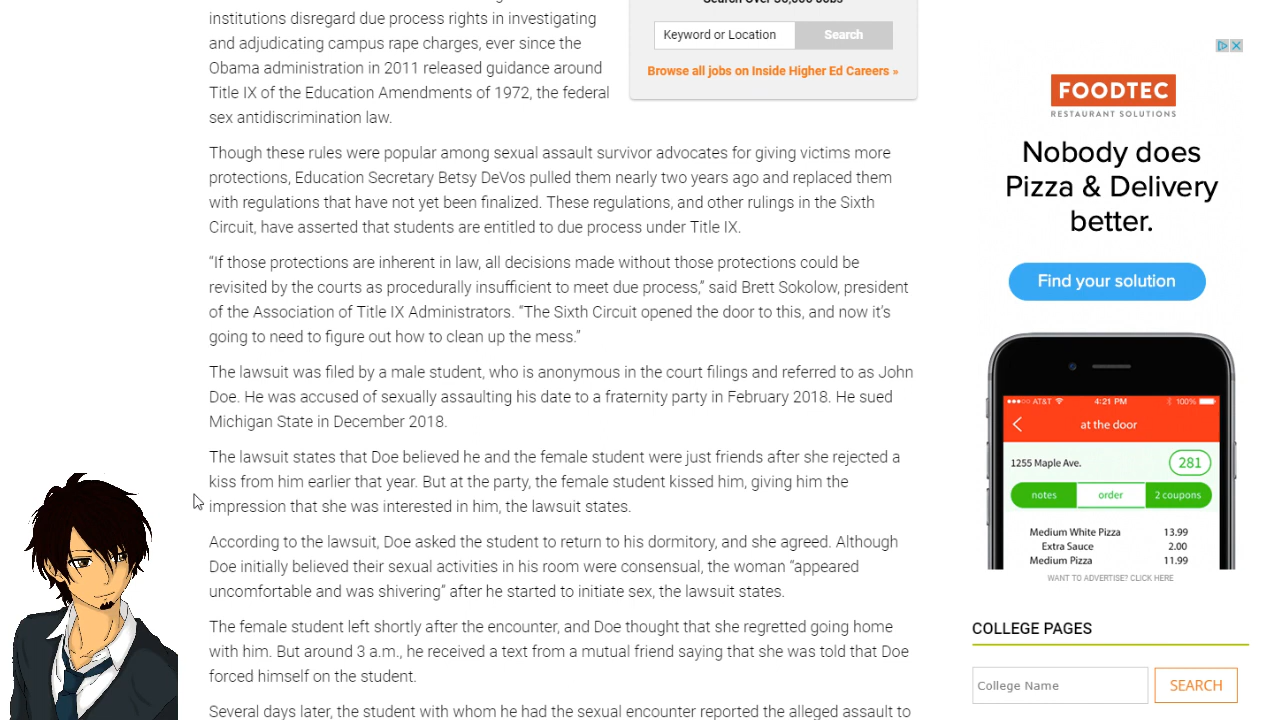 institutions disregard due process rights in investigating
and adjudicating campus rape charges, ever since the
Obama administration in 2011 released guidance around
Title IX of the Education Amendments of 1972, the federal
sex antidiscrimination law.
Keyword or Location
Search
Browse all jobs on Inside Higher Ed Careers »
Though these rules were popular among sexual assault survivor advocates for giving victims more
protections, Education Secretary Betsy DeVos pulled them nearly two years ago and replaced them
with regulations that have not yet been finalized. These regulations, and other rulings in the Sixth
Circuit, have asserted that students are entitled to due process under Title IX.
“If those protections are inherent in law, all decisions made without those protections could be
revisited by the courts as procedurally insufficient to meet due process,” said Brett Sokolow, president
of the Association of Title IX Administrators. “The Sixth Circuit opened the door to this, and now it’s
going to need to figure out how to clean up the mess.”
The lawsuit was filed by a male student, who is anonymous in the court filings and referred to as John
Doe. He was accused of sexually assaulting his date to a fraternity party in February 2018. He sued
Michigan State in December 2018.
The lawsuit states that Doe believed he and the female student were just friends after she rejected a
kiss from him earlier that year. But at the party, the female student kissed him, giving him the
impression that she was interested in him, the lawsuit states.
According to the lawsuit, Doe asked the student to return to his dormitory, and she agreed. Although
Doe initially believed their sexual activities in his room were consensual, the woman “appeared
uncomfortable and was shivering” after he started to initiate sex, the lawsuit states.
The female student left shortly after the encounter, and Doe thought that she regretted going home
with him. But around 3 a.m., he received a text from a mutual friend saying that she was told that Doe
forced himself on the student.
Several days later, the student with whom he had the sexual encounter reported the alleged assault to
FOODTEC
RESTAURANT SOLUTIONS
Nobody does
Pizza & Delivery
better.
Find your solution
AT&T 4:21 PM 100%
at the door
1255 Maple Ave. 281
notes order 2 coupons
Medium White Pizza 13.99
Extra Sauce 2.00
Medium Pizza 11.99
WANT TO ADVERTISE? CLICK HERE
COLLEGE PAGES
College Name
SEARCH